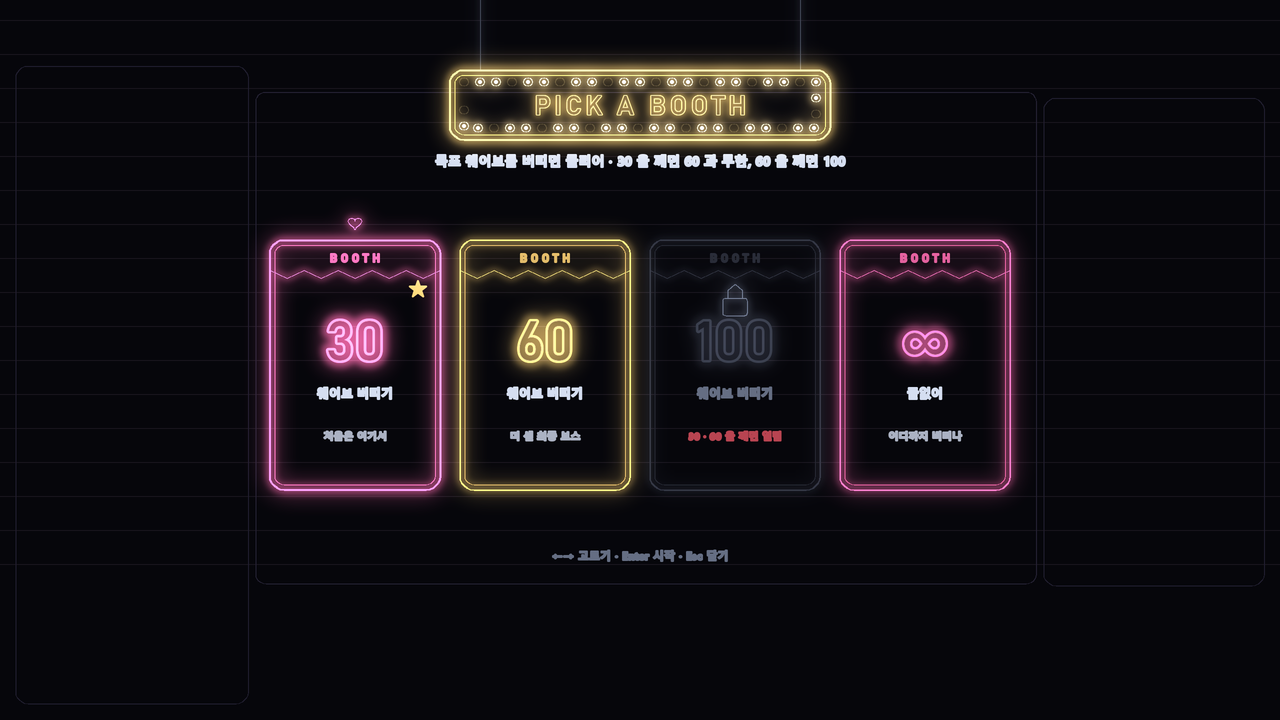 PICK A BOOTH
목표 웨이브를 버티면 클리어 · 30 을 깨면 60 과 무한, 60 을 깨면 100
BOOTH BOOTH BOOTH BOOTH
30 60 100 ∞
웨이브 버티기 웨이브 버티기 웨이브 버티기 끝없이
처음은 여기서 더 센 최종 보스 30 · 60 을 깨면 열림 어디까지 버티나
←→ 고르기 · Enter 시작 · Esc 닫기